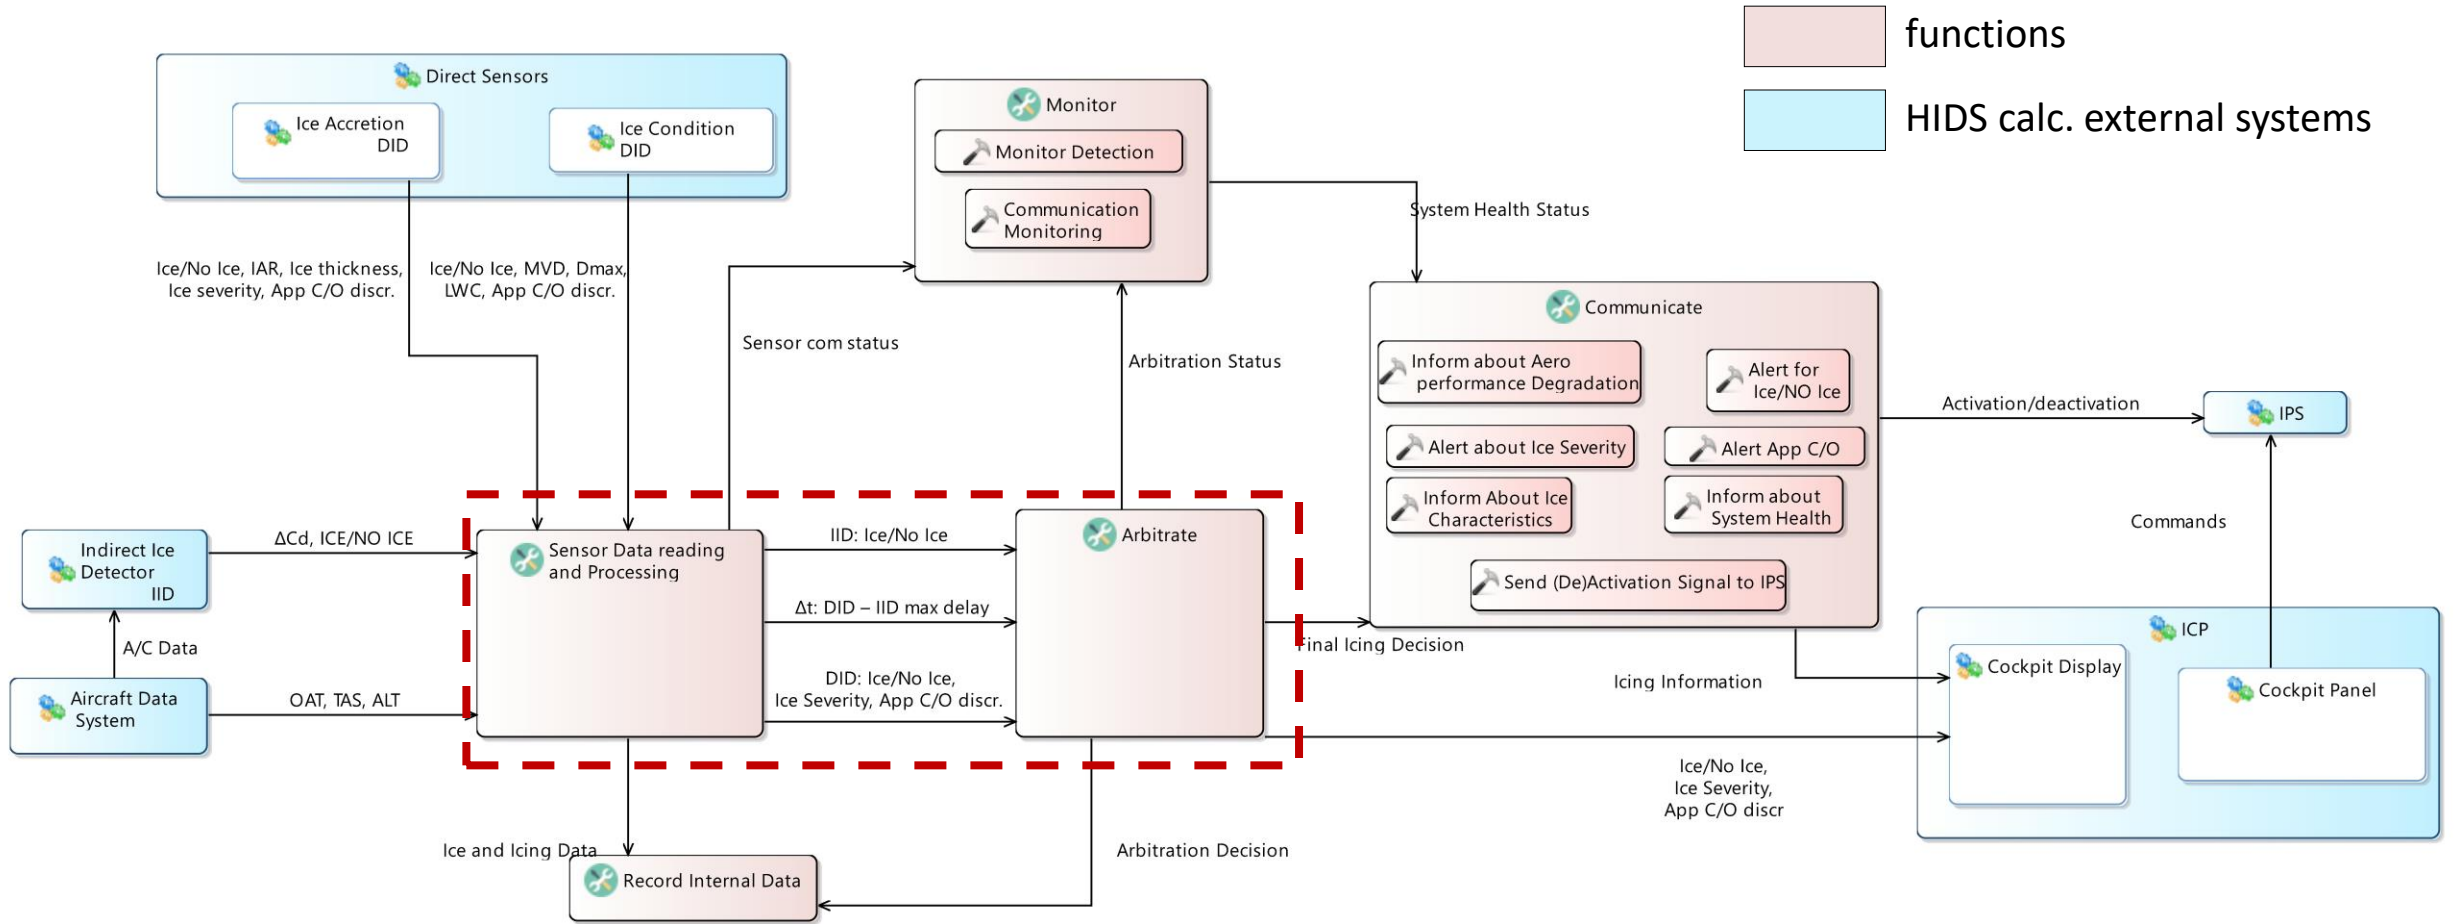 functions
HIDS calc. external systems
Direct Sensors
Ice Accretion
DID
Ice Condition
DID
Monitor
Monitor Detection
Communication
Monitoring
System Health Status
Ice/No Ice, IAR, Ice thickness,
Ice severity, App C/O discr.
Ice/No Ice, MVD, Dmax,
LWC, App C/O discr.
Sensor com status
Arbitration Status
Communicate
Inform about Aero
performance Degradation
Alert for
Ice/NO Ice
Alert about Ice Severity
Alert App C/O
Inform About Ice
Characteristics
Inform about
System Health
Send (De)Activation Signal to IPS
Activation/deactivation
IPS
Commands
Indirect Ice
Detector
IID
ΔCd, ICE/NO ICE
A/C Data
Aircraft Data
System
OAT, TAS, ALT
Sensor Data reading
and Processing
IID: Ice/No Ice
Δt: DID – IID max delay
DID: Ice/No Ice,
Ice Severity, App C/O discr.
Arbitrate
Final Icing Decision
Icing Information
ICP
Cockpit Display
Cockpit Panel
Ice/No Ice,
Ice Severity,
App C/O discr
Ice and Icing Data
Arbitration Decision
Record Internal Data